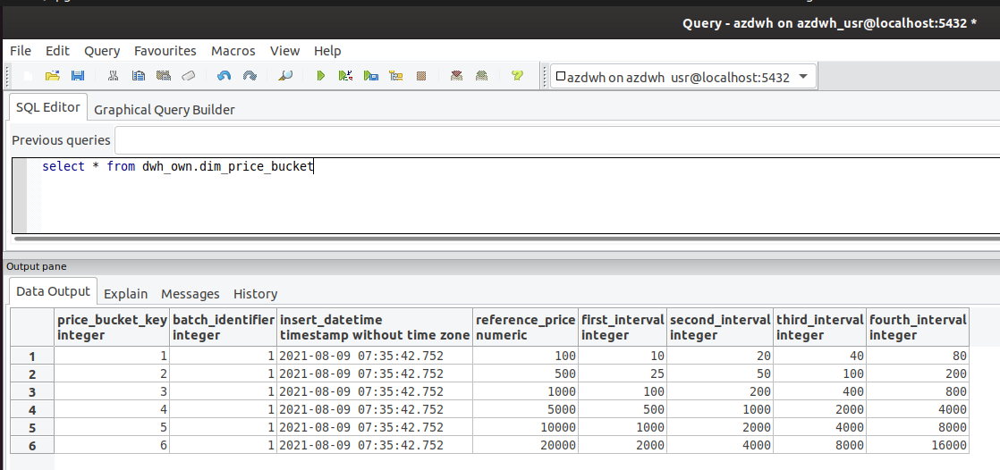 Query - azdwh on azdwh_usr@localhost:5432 *
File Edit Query Favourites Macros View Help
azdwh on azdwh usr@localhost:5432
SQL Editor Graphical Query Builder
Previous queries
select * from dwh_own.dim_price_bucket
Output pane
Data Output Explain Messages History
price_bucket_key batch_identifier insert_datetime reference_price first_interval second_interval third_interval fourth_interval
integer integer timestamp without time zone numeric integer integer integer integer
1 1 1 2021-08-09 07:35:42.752 100 10 20 40 80
2 2 1 2021-08-09 07:35:42.752 500 25 50 100 200
3 3 1 2021-08-09 07:35:42.752 1000 100 200 400 800
4 4 1 2021-08-09 07:35:42.752 5000 500 1000 2000 4000
5 5 1 2021-08-09 07:35:42.752 10000 1000 2000 4000 8000
6 6 1 2021-08-09 07:35:42.752 20000 2000 4000 8000 16000